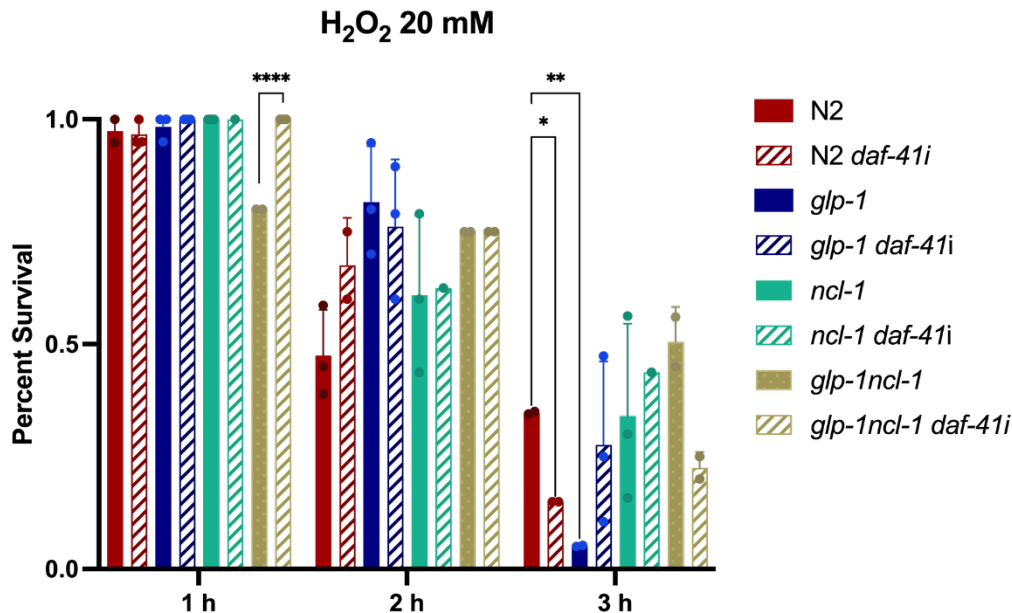 H₂O₂ 20 mM
****
**
*
Percent Survival
1.0
0.5
0.0
1 h
2 h
3 h
N2
N2 daf-41i
glp-1
glp-1 daf-41i
ncl-1
ncl-1 daf-41i
glp-1ncl-1
glp-1ncl-1 daf-41i